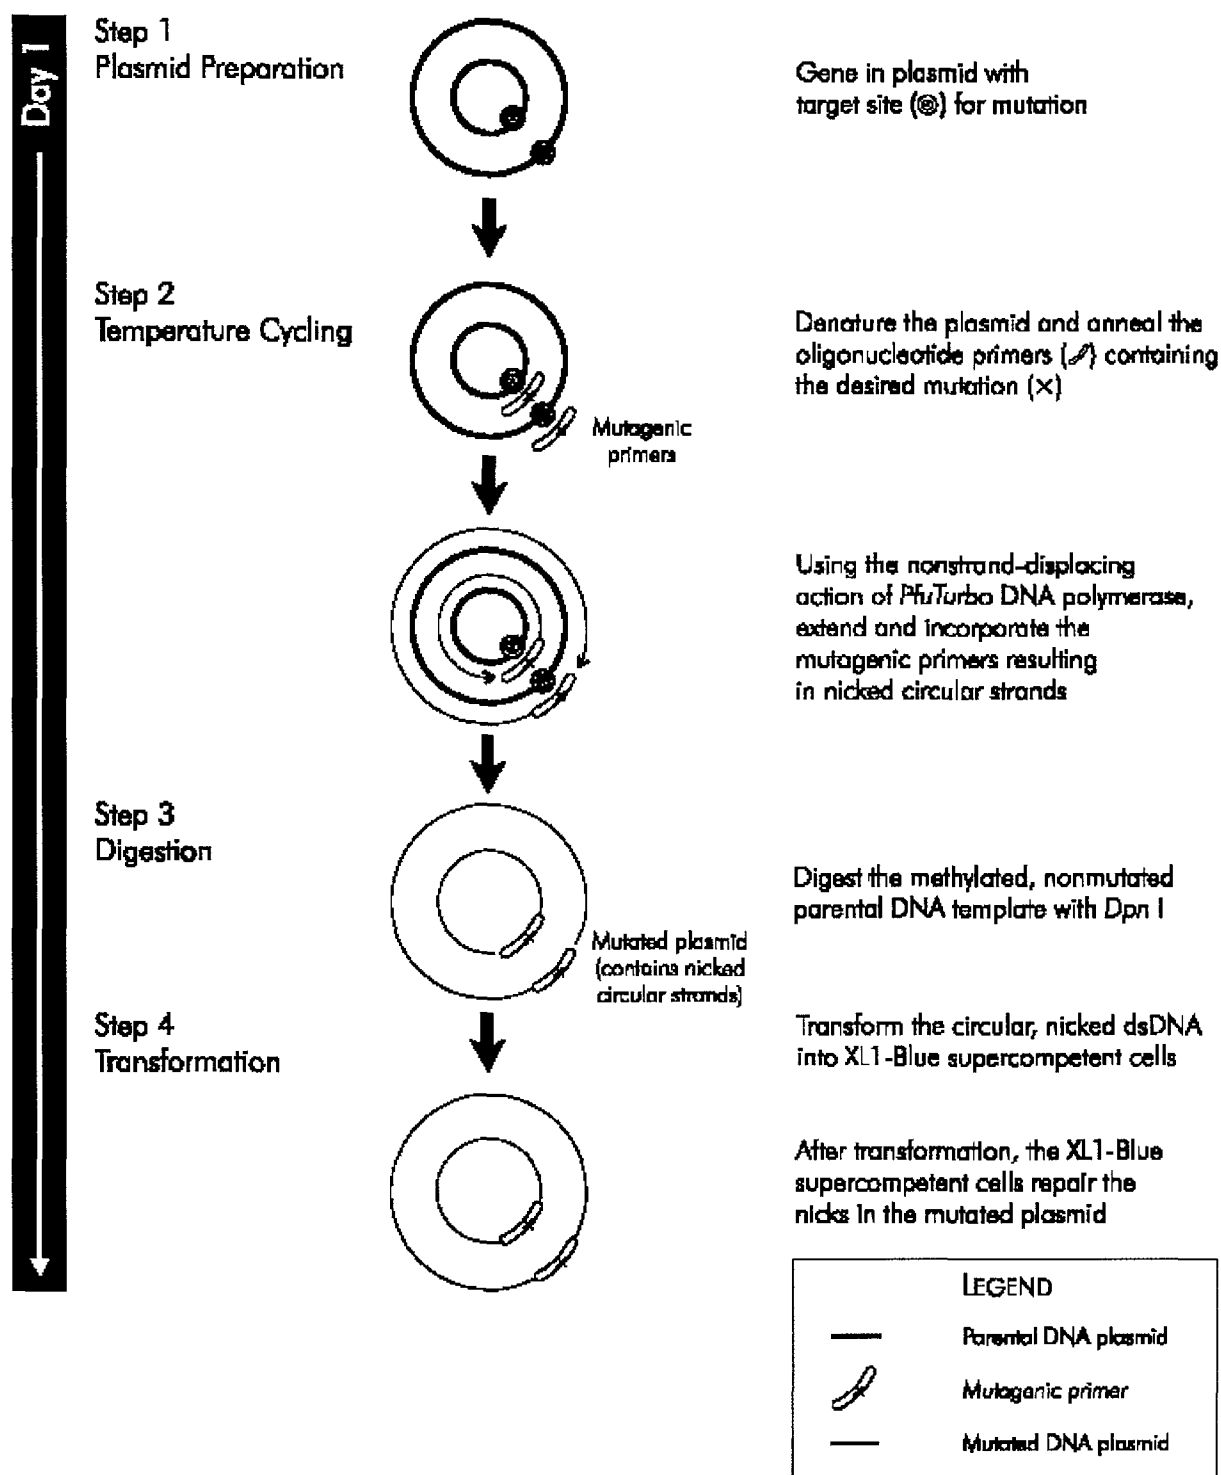 Day 1
Step 1
Plasmid Preparation
Gene in plasmid with
target site () for mutation
Step 2
Temperature Cycling
Denature the plasmid and anneal the
oligonucleotide primers () containing
the desired mutation (×)
Mutagenic
primers
Using the nonstrand-displacing
action of PfuTurbo DNA polymerase,
extend and incorporate the
mutagenic primers resulting
in nicked circular strands
Step 3
Digestion
Digest the methylated, nonmutated
parental DNA template with Dpn I
Mutated plasmid
(contains nicked
circular strands)
Step 4
Transformation
Transform the circular, nicked dsDNA
into XL1-Blue supercompetent cells
After transformation, the XL1-Blue
supercompetent cells repair the
nicks in the mutated plasmid
LEGEND
Parental DNA plasmid
Mutagenic primer
Mutated DNA plasmid